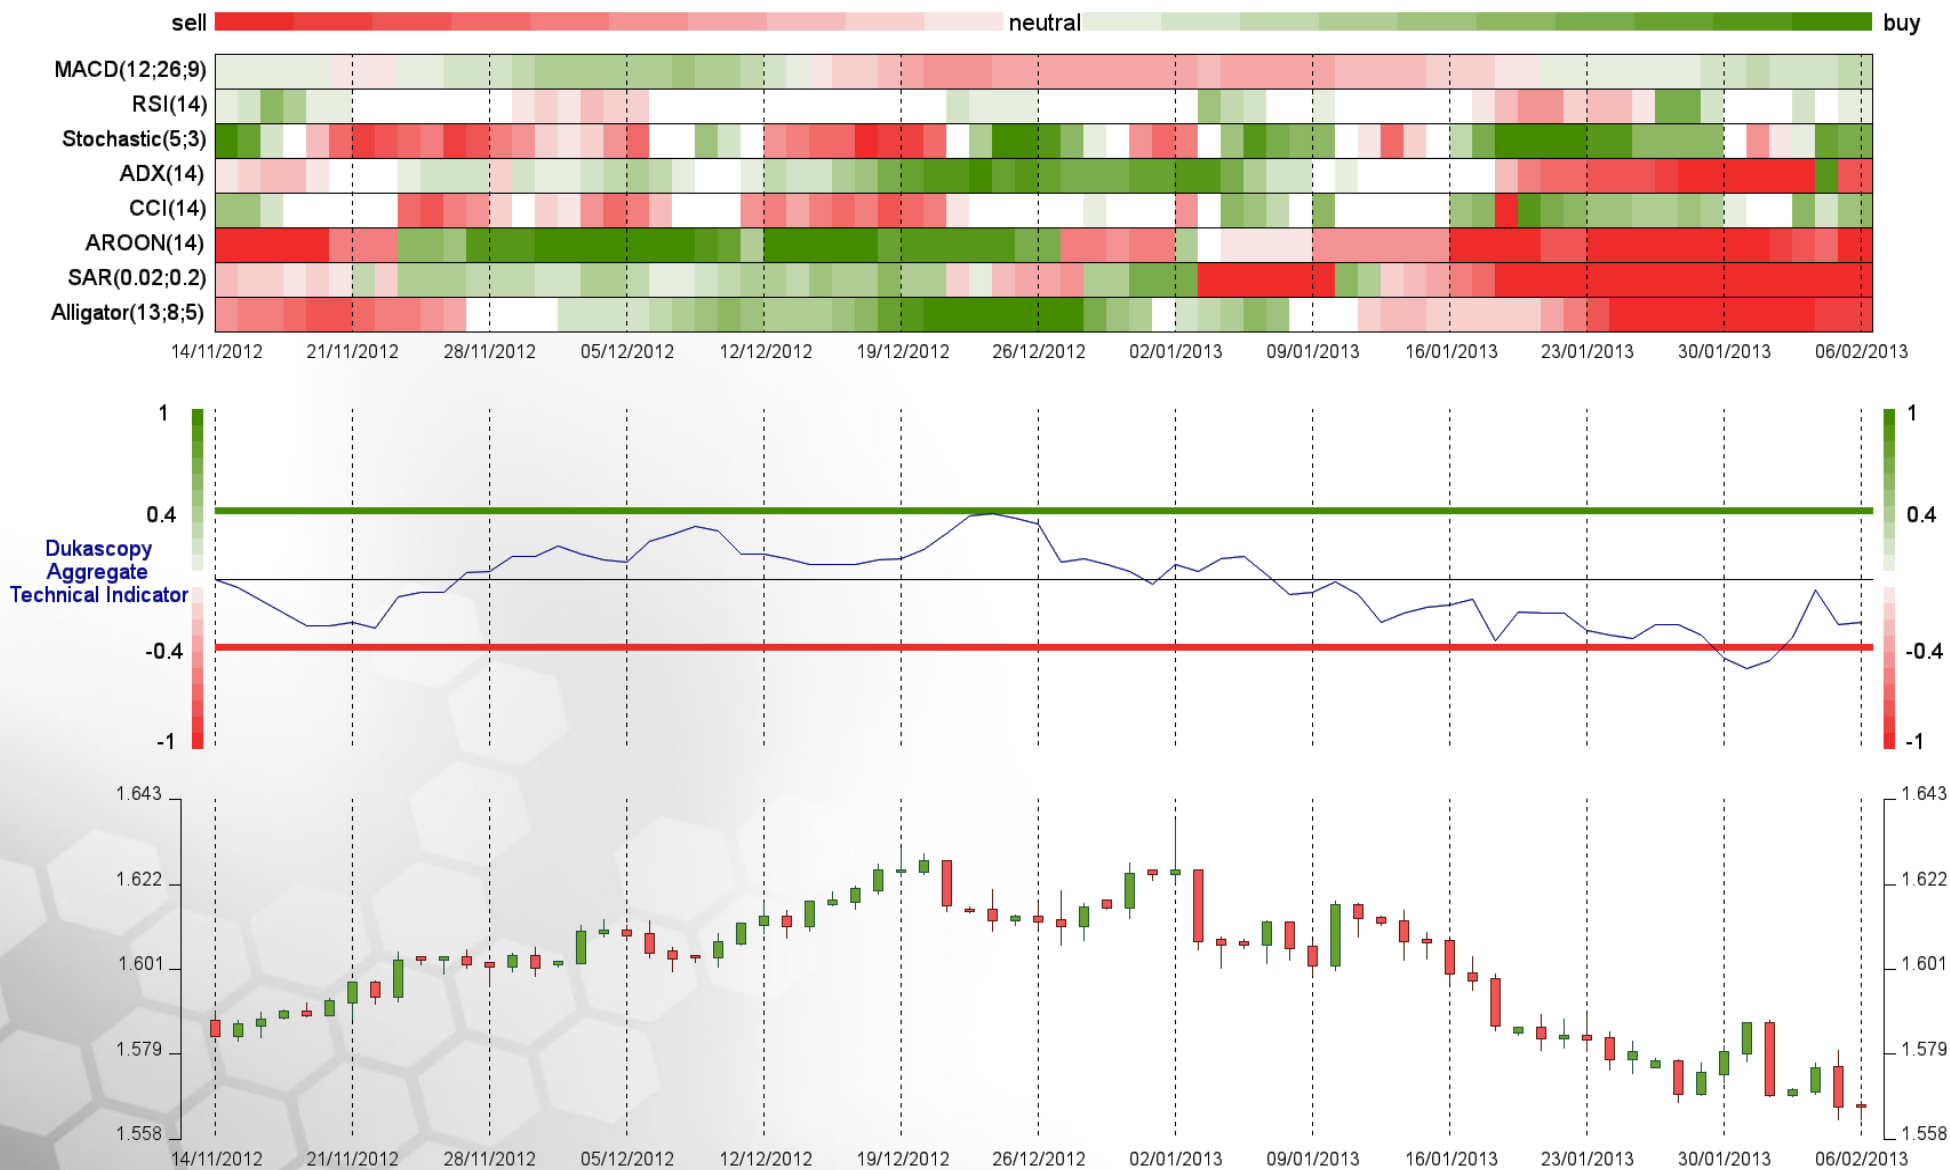 sell neutral buy
MACD(12;26;9)
RSI(14)
Stochastic(5;3)
ADX(14)
CCI(14)
AROON(14)
SAR(0.02;0.2)
Alligator(13;8;5)
14/11/2012 21/11/2012 28/11/2012 05/12/2012 12/12/2012 19/12/2012 26/12/2012 02/01/2013 09/01/2013 16/01/2013 23/01/2013 30/01/2013 06/02/2013
1 1
0.4 0.4
Dukascopy
Aggregate
Technical Indicator
-0.4 -0.4
-1 -1
1.643 1.643
1.622 1.622
1.601 1.601
1.579 1.579
1.558 1.558
14/11/2012 21/11/2012 28/11/2012 05/12/2012 12/12/2012 19/12/2012 26/12/2012 02/01/2013 09/01/2013 16/01/2013 23/01/2013 30/01/2013 06/02/2013